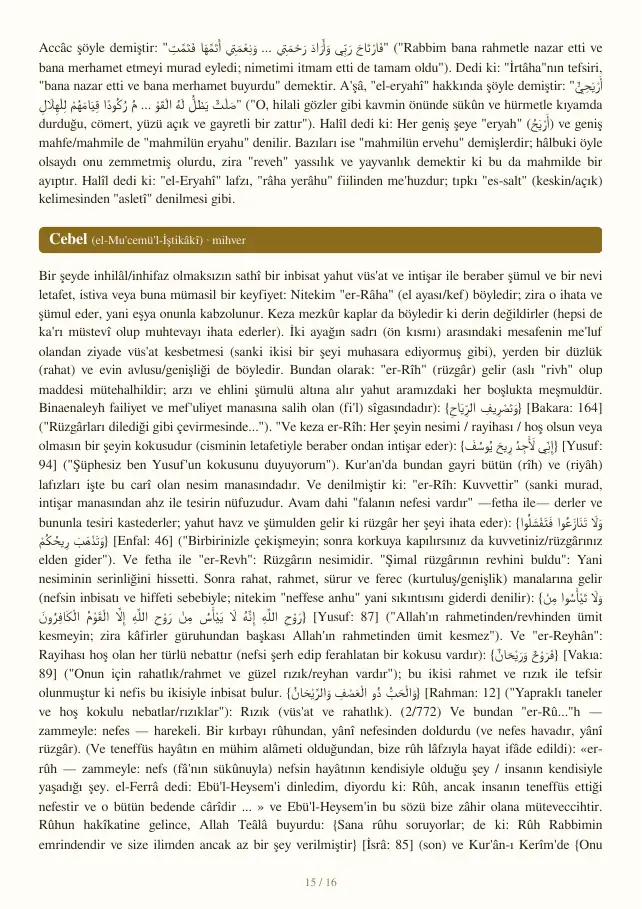 Accâc şöyle demiştir: "فَارْتَاحَ رَبِّي وَأَرَادَ رَحْمَتِي ... وَنِعْمَتِي أَتَمَّهَا فَتَمَّتِ" ("Rabbim bana rahmetle nazar etti ve
bana merhamet etmeyi murad eyledi; nimetimi itmam etti de tamam oldu"). Dedi ki: "İrtâha"nın tefsiri,
"bana nazar etti ve bana merhamet buyurdu" demektir. A'şâ, "el-eryahî" hakkında şöyle demiştir: "أَرْيَحِيٌّ
صَلْتٌ يَظَلُّ لَهُ الْقَوْ ... مُ رُكُودًا قِيَامَهُمْ لِلْهِلَالِ" ("O, hilali gözler gibi kavmin önünde sükûn ve hürmetle kıyamda
durduğu, cömert, yüzü açık ve gayretli bir zattır"). Halîl dedi ki: Her geniş şeye "eryah" (أَرْيَحُ) ve geniş
mahfe/mahmile de "mahmilün eryahu" denilir. Bazıları ise "mahmilün ervehu" demişlerdir; hâlbuki öyle
olsaydı onu zemmetmiş olurdu, zira "reveh" yassılık ve yayvanlık demektir ki bu da mahmilde bir
ayıptır. Halîl dedi ki: "el-Eryahî" lafzı, "râha yerâhu" fiilinden me'huzdur; tıpkı "es-salt" (keskin/açık)
kelimesinden "asletî" denilmesi gibi.
Cebel (el-Mu'cemü'l-İştikâkî) · mihver
Bir şeyde inhilâl/inhifaz olmaksızın sathî bir inbisat yahut vüs'at ve intişar ile beraber şümul ve bir nevi
letafet, istiva veya buna mümasil bir keyfiyet: Nitekim "er-Râha" (el ayası/kef) böyledir; zira o ihata ve
şümul eder, yani eşya onunla kabzolunur. Keza mezkûr kaplar da böyledir ki derin değildirler (hepsi de
ka'rı müstevî olup muhtevayı ihata ederler). İki ayağın sadrı (ön kısmı) arasındaki mesafenin me'luf
olandan ziyade vüs'at kesbetmesi (sanki ikisi bir şeyi muhasara ediyormuş gibi), yerden bir düzlük
(rahat) ve evin avlusu/genişliği de böyledir. Bundan olarak: "er-Rîh" (rüzgâr) gelir (aslı "rivh" olup
maddesi mütehalhildir; arzı ve ehlini şümulü altına alır yahut aramızdaki her boşlukta meşmuldür.
Binaenaleyh failiyet ve mef'uliyet manasına salih olan (fi'l) sîgasındadır): {وَتَصْرِيفِ الرِّيَاحِ} [Bakara: 164]
("Rüzgârları dilediği gibi çevirmesinde..."). "Ve keza er-Rîh: Her şeyin nesimi / rayihası / hoş olsun veya
olmasın bir şeyin kokusudur (cisminin letafetiyle beraber ondan intişar eder): {إِنِّي لَأَجِدُ رِيحَ يُوسُفَ} [Yusuf:
94] ("Şüphesiz ben Yusuf'un kokusunu duyuyorum"). Kur'an'da bundan gayri bütün (rîh) ve (riyâh)
lafızları işte bu carî olan nesim manasındadır. Ve denilmiştir ki: "er-Rîh: Kuvvettir" (sanki murad,
intişar manasından ahz ile tesirin nüfuzudur. Avam dahi "falanın nefesi vardır" —fetha ile— derler ve
bununla tesiri kastederler; yahut havz ve şümulden gelir ki rüzgâr her şeyi ihata eder): {وَلَا تَنَازَعُوا فَتَفْشَلُوا
وَتَذْهَبَ رِيحُكُمْ} [Enfal: 46] ("Birbirinizle çekişmeyin; sonra korkuya kapılırsınız da kuvvetiniz/rüzgârınız
elden gider"). Ve fetha ile "er-Revh": Rüzgârın nesimidir. "Şimal rüzgârının revhini buldu": Yani
nesiminin serinliğini hissetti. Sonra rahat, rahmet, sürur ve ferec (kurtuluş/genişlik) manalarına gelir
(nefsin inbisatı ve hiffeti sebebiyle; nitekim "neffese anhu" yani sıkıntısını giderdi denilir): {وَلَا تَيْأَسُوا مِنْ
رَوْحِ اللَّهِ إِنَّهُ لَا يَيْأَسُ مِنْ رَوْحِ اللَّهِ إِلَّا الْقَوْمُ الْكَافِرُونَ} [Yusuf: 87] ("Allah'ın rahmetinden/revhinden ümit
kesmeyin; zira kâfirler güruhundan başkası Allah'ın rahmetinden ümit kesmez"). Ve "er-Reyhân":
Rayihası hoş olan her türlü nebattır (nefsi şerh edip ferahlatan bir kokusu vardır): {فَرَوْحٌ وَرَيْحَانٌ} [Vakıa:
89] ("Onun için rahatlık/rahmet ve güzel rızık/reyhan vardır"); bu ikisi rahmet ve rızık ile tefsir
olunmuştur ki nefis bu ikisiyle inbisat bulur. {وَالْحَبُّ ذُو الْعَصْفِ وَالرَّيْحَانُ} [Rahman: 12] ("Yapraklı taneler
ve hoş kokulu nebatlar/rızıklar"): Rızık (vüs'at ve rahatlık). (2/772) Ve bundan "er-Rû..."h —
zammeyle: nefes — harekeli. Bir kırbayı rûhundan, yânî nefesinden doldurdu (ve nefes havadır, yânî
rüzgâr). (Ve teneffüs hayâtın en mühim alâmeti olduğundan, bize rûh lafzıyla hayat ifâde edildi): «er-
rûh — zammeyle: nefs (fâ'nın sükûnuyla) nefsin hayâtının kendisiyle olduğu şey / insanın kendisiyle
yaşadığı şey. el-Ferrâ dedi: Ebü'l-Heysem'i dinledim, diyordu ki: Rûh, ancak insanın teneffüs ettiği
nefestir ve o bütün bedende cârîdir ... » ve Ebü'l-Heysem'in bu sözü bize zâhir olana müteveccihtir.
Rûhun hakîkatine gelince, Allah Teâlâ buyurdu: {Sana rûhu soruyorlar; de ki: Rûh Rabbimin
emrindendir ve size ilimden ancak az bir şey verilmiştir} [İsrâ: 85] (son) ve Kur'ân-ı Kerîm'de {Onu
15 / 16